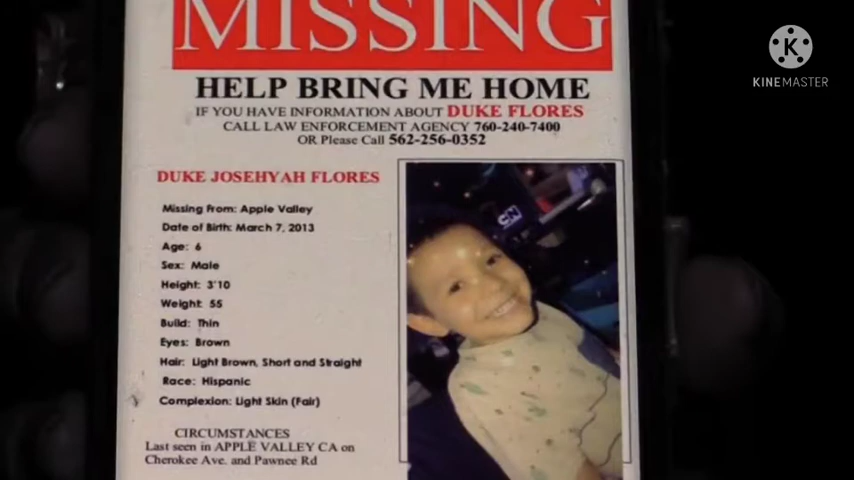 MISSING
HELP BRING ME HOME
IF YOU HAVE INFORMATION ABOUT DUKE FLORES
CALL LAW ENFORCEMENT AGENCY 760-240-7400
OR Please Call 562-256-0352
DUKE JOSEHYAH FLORES
Missing From: Apple Valley
Date of Birth: March 7, 2013
Age: 6
Sex: Male
Height: 3'10
Weight: 55
Build: Thin
Eyes: Brown
Hair: Light Brown, Short and Straight
Race: Hispanic
Complexion: Light Skin (Fair)
CIRCUMSTANCES
Last seen in APPLE VALLEY CA on
Cherokee Ave. and Pawnee Rd
CN
K
KINEMASTER